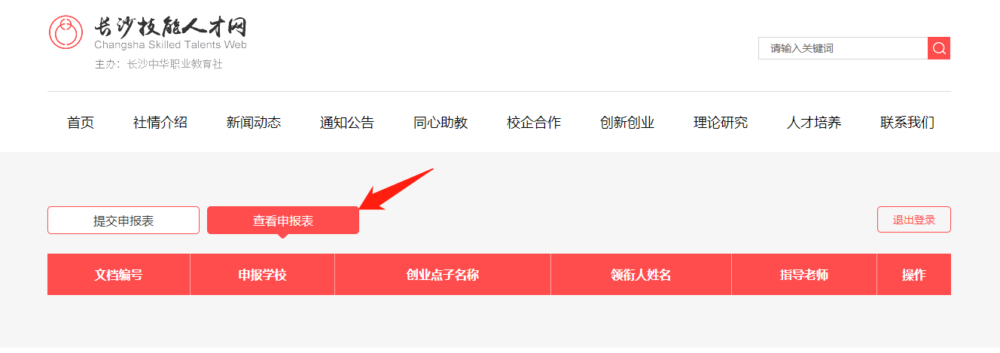 长沙技能人才网
Changsha Skilled Talents Web
主办：长沙中华职业教育社
请输入关键词
首页 社情介绍 新闻动态 通知公告 同心助教 校企合作 创新创业 理论研究 人才培养 联系我们
提交申报表 查看申报表 退出登录
文档编号 申报学校 创业点子名称 领衔人姓名 指导老师 操作